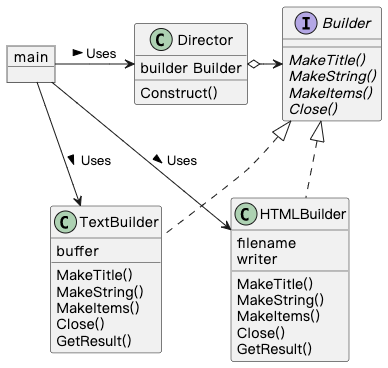 I Builder
MakeTitle()
MakeString()
MakeItems()
Close()
C Director
builder Builder
Construct()
main
Uses
Uses
Uses
C TextBuilder
buffer
MakeTitle()
MakeString()
MakeItems()
Close()
GetResult()
C HTMLBuilder
filename
writer
MakeTitle()
MakeString()
MakeItems()
Close()
GetResult()